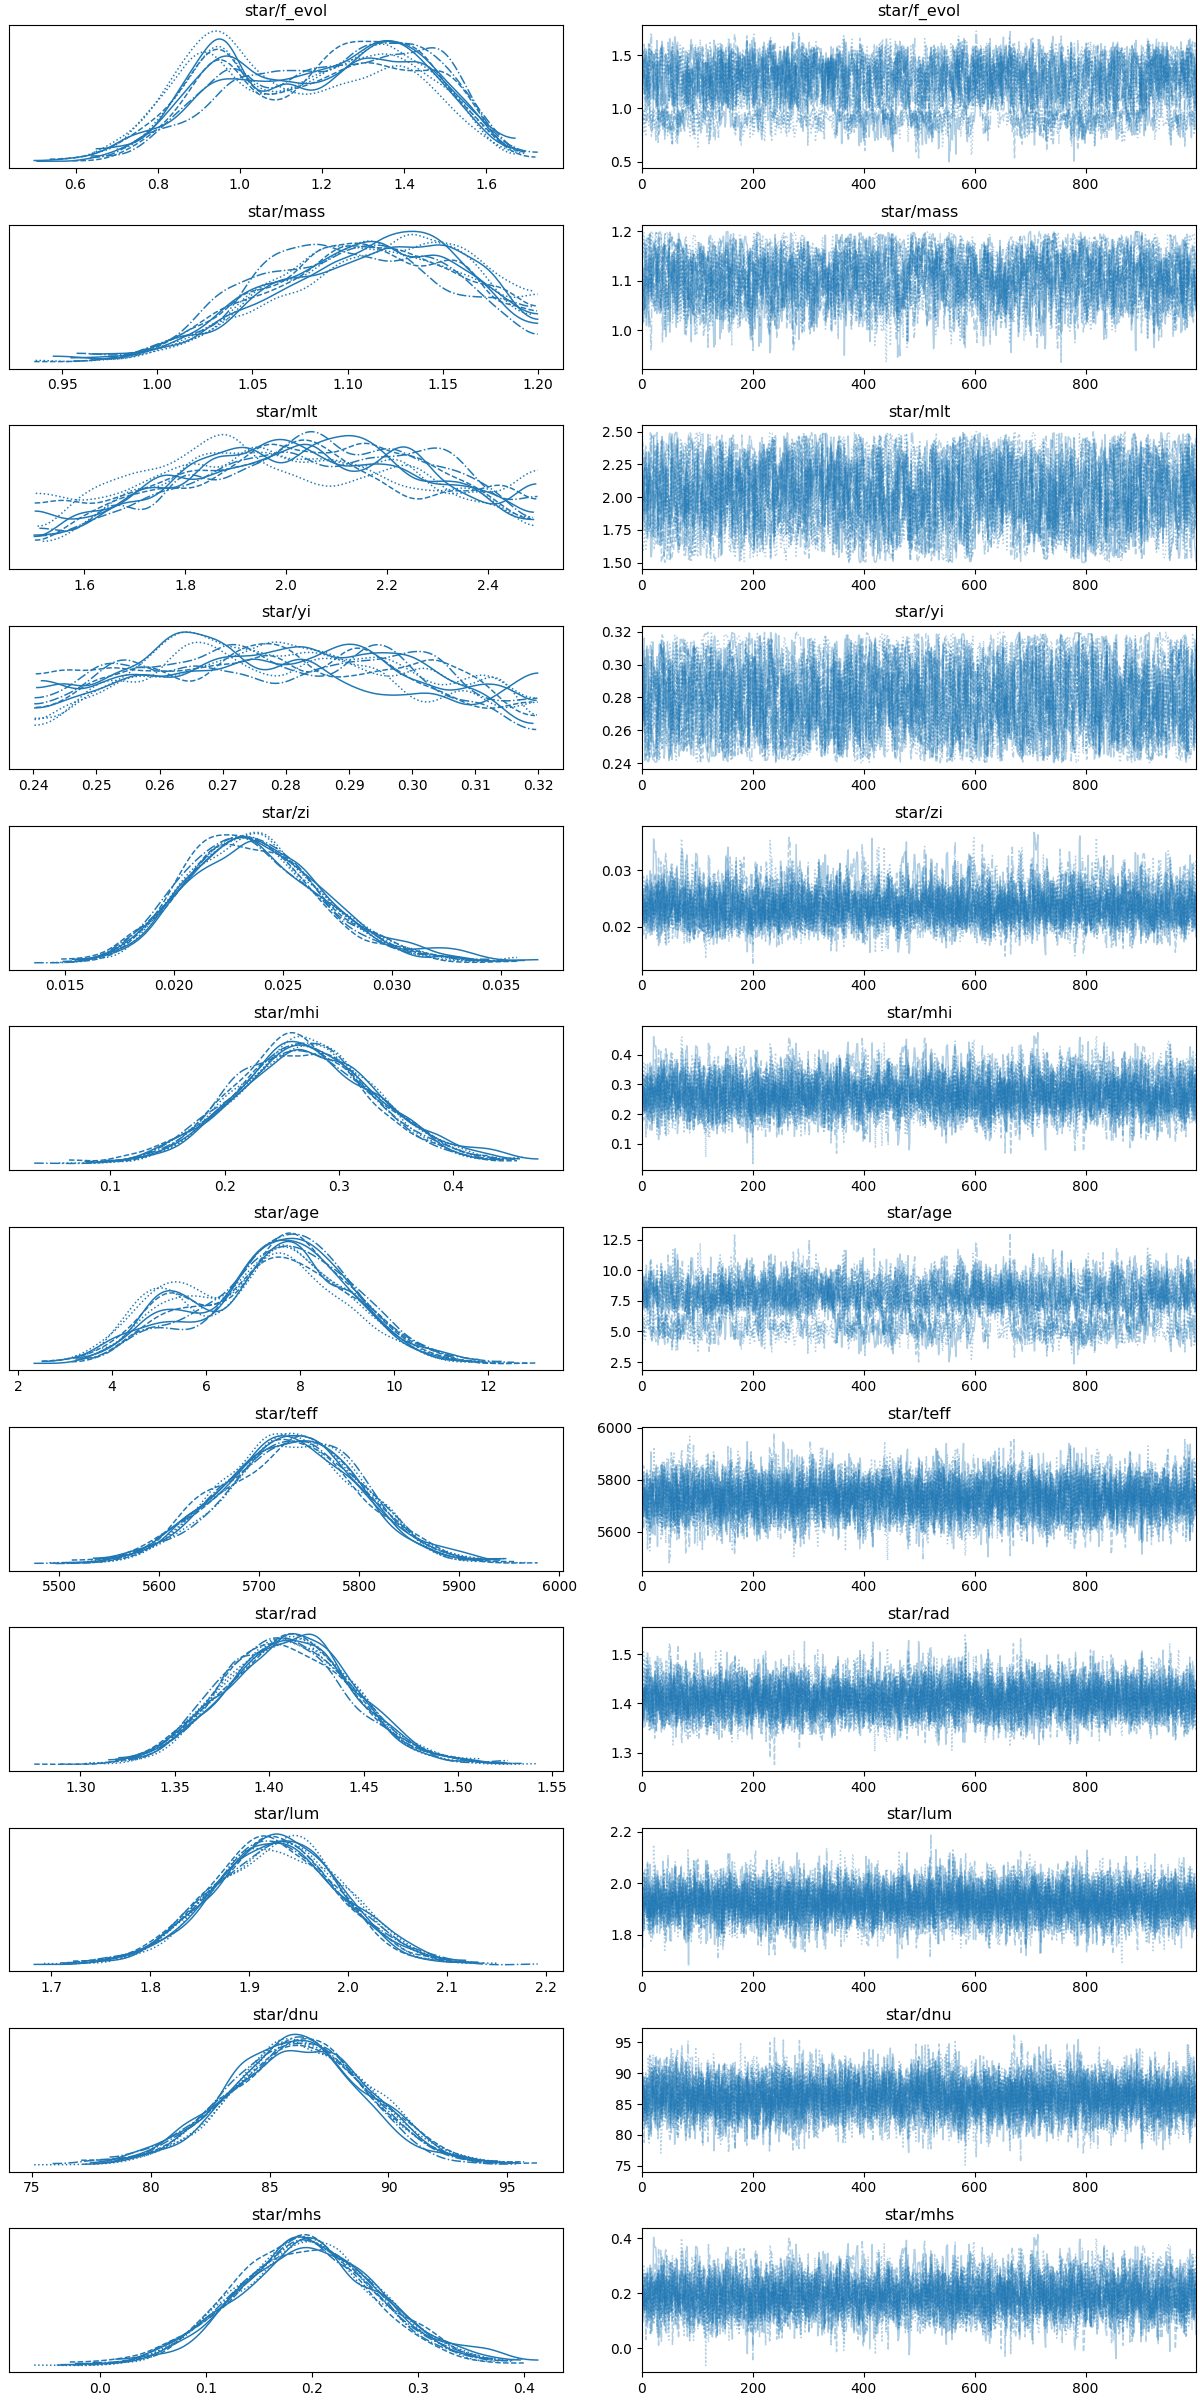 star/f_evol star/f_evol
1.5
1.0
0.5
0.6 0.8 1.0 1.2 1.4 1.6 0 200 400 600 800
star/mass star/mass
1.2
1.1
1.0
0.95 1.00 1.05 1.10 1.15 1.20 0 200 400 600 800
star/mlt star/mlt
2.50
2.25
2.00
1.75
1.50
1.6 1.8 2.0 2.2 2.4 0 200 400 600 800
star/yi star/yi
0.32
0.30
0.28
0.26
0.24
0.24 0.25 0.26 0.27 0.28 0.29 0.30 0.31 0.32 0 200 400 600 800
star/zi star/zi
0.03
0.02
0.015 0.020 0.025 0.030 0.035 0 200 400 600 800
star/mhi star/mhi
0.4
0.3
0.2
0.1
0.1 0.2 0.3 0.4 0 200 400 600 800
star/age star/age
12.5
10.0
7.5
5.0
2.5
2 4 6 8 10 12 0 200 400 600 800
star/teff star/teff
6000
5800
5600
5500 5600 5700 5800 5900 6000 0 200 400 600 800
star/rad star/rad
1.5
1.4
1.3
1.30 1.35 1.40 1.45 1.50 1.55 0 200 400 600 800
star/lum star/lum
2.2
2.0
1.8
1.7 1.8 1.9 2.0 2.1 2.2 0 200 400 600 800
star/dnu star/dnu
95
90
85
80
75
75 80 85 90 95 0 200 400 600 800
star/mhs star/mhs
0.4
0.2
0.0
0.0 0.1 0.2 0.3 0.4 0 200 400 600 800